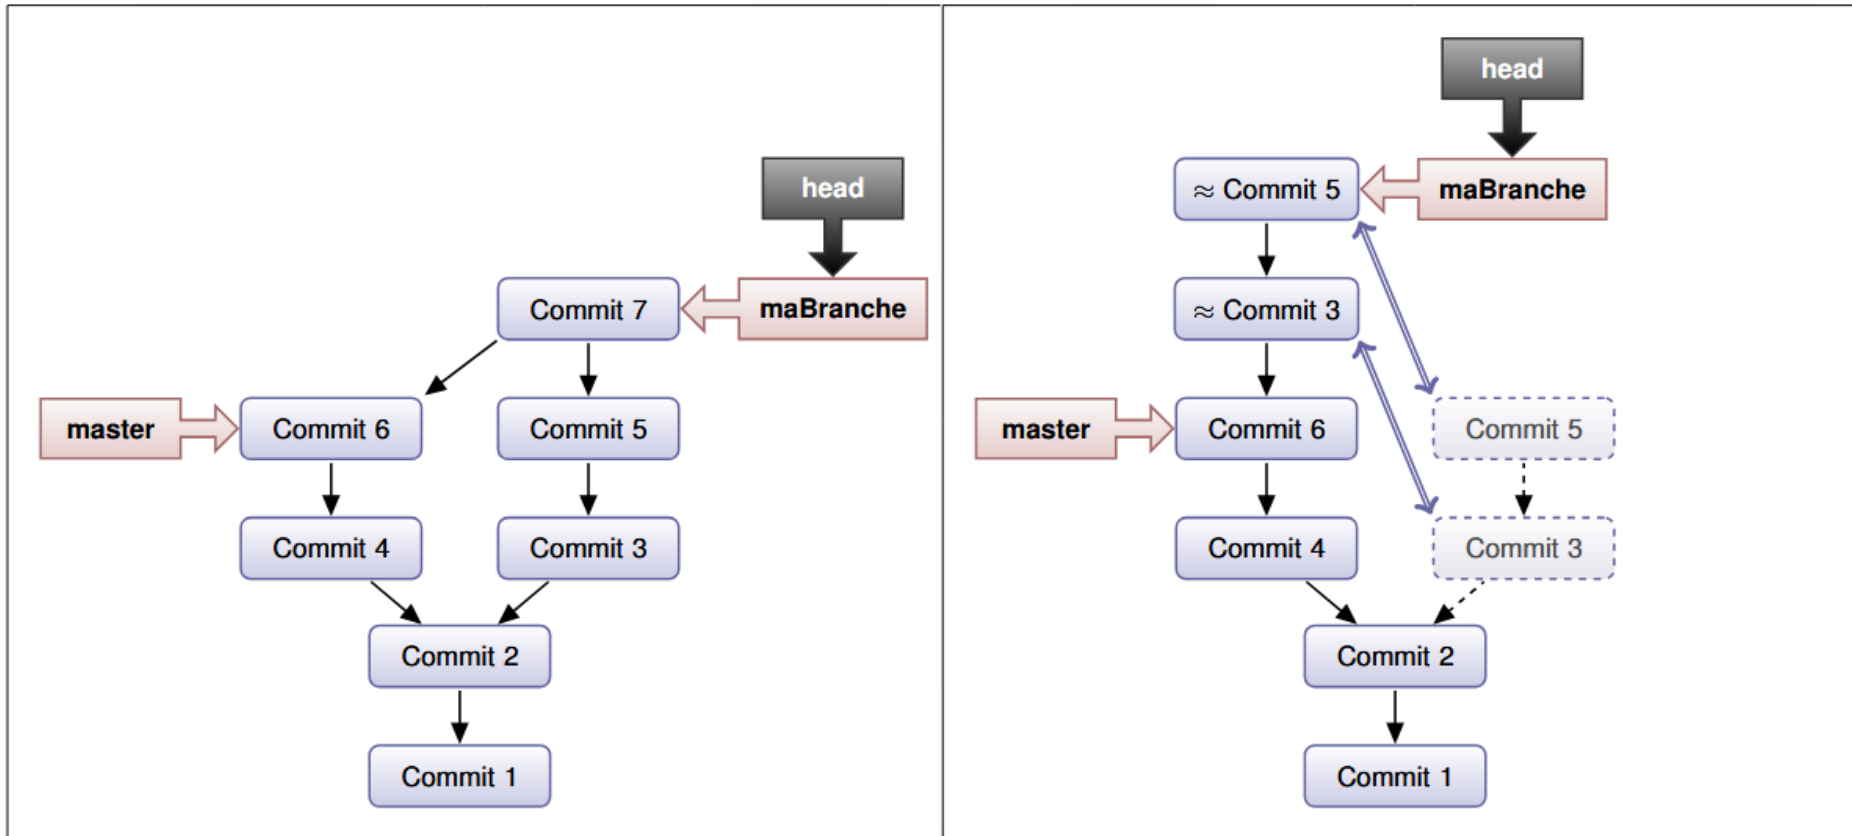 head
Commit 7
maBranche
master
Commit 6
Commit 5
Commit 4
Commit 3
Commit 2
Commit 1
head
≈ Commit 5
maBranche
≈ Commit 3
master
Commit 6
Commit 5
Commit 4
Commit 3
Commit 2
Commit 1